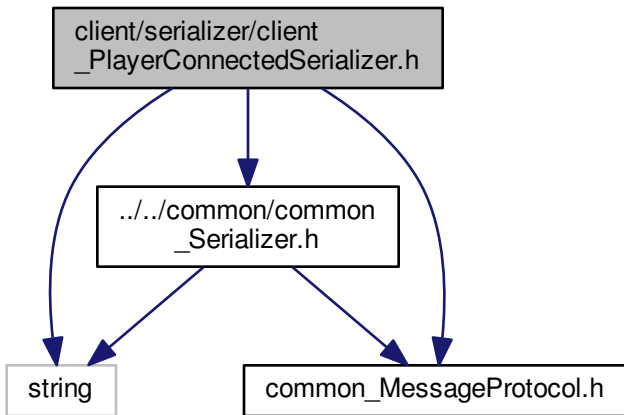 client/serializer/client
_PlayerConnectedSerializer.h
../../common/common
_Serializer.h
string
common_MessageProtocol.h